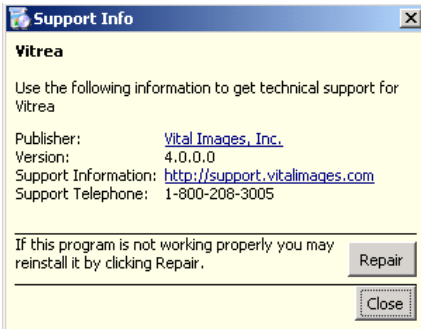 Support Info
Vitrea
Use the following information to get technical support for
Vitrea
Publisher: Vital Images, Inc.
Version: 4.0.0.0
Support Information: http://support.vitalimages.com
Support Telephone: 1-800-208-3005
If this program is not working properly you may
reinstall it by clicking Repair.
Repair
Close